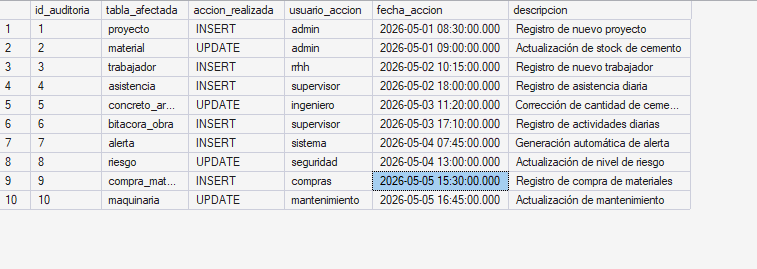 id_auditoria tabla_afectada accion_realizada usuario_accion fecha_accion descripcion
1 1 proyecto INSERT admin 2026-05-01 08:30:00.000 Registro de nuevo proyecto
2 2 material UPDATE admin 2026-05-01 09:00:00.000 Actualización de stock de cemento
3 3 trabajador INSERT rrhh 2026-05-02 10:15:00.000 Registro de nuevo trabajador
4 4 asistencia INSERT supervisor 2026-05-02 18:00:00.000 Registro de asistencia diaria
5 5 concreto_ar... UPDATE ingeniero 2026-05-03 11:20:00.000 Corrección de cantidad de ceme...
6 6 bitacora_obra INSERT supervisor 2026-05-03 17:10:00.000 Registro de actividades diarias
7 7 alerta INSERT sistema 2026-05-04 07:45:00.000 Generación automática de alerta
8 8 riesgo UPDATE seguridad 2026-05-04 13:00:00.000 Actualización de nivel de riesgo
9 9 compra_mat... INSERT compras 2026-05-05 15:30:00.000 Registro de compra de materiales
10 10 maquinaria UPDATE mantenimiento 2026-05-05 16:45:00.000 Actualización de mantenimiento